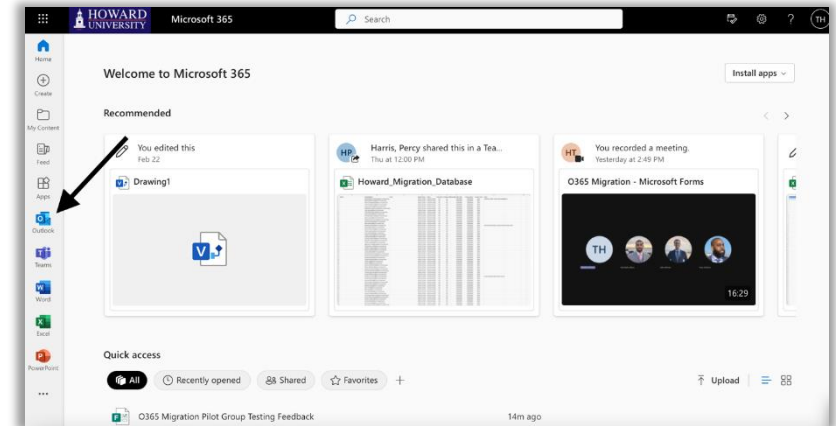 HOWARD
UNIVERSITY
Microsoft 365
Search
?
TH
Home
Create
My Content
Feed
Apps
Outlook
Teams
Word
Excel
PowerPoint
Welcome to Microsoft 365
Install apps
Recommended
You edited this
Feb 22
Drawing1
HP
Harris, Percy shared this in a Tea...
Thu at 12:00 PM
Howard_Migration_Database
HT
You recorded a meeting.
Yesterday at 2:49 PM
O365 Migration - Microsoft Forms
TH
16:29
Quick access
All
Recently opened
Shared
Favorites
Upload
O365 Migration Pilot Group Testing Feedback
14m ago